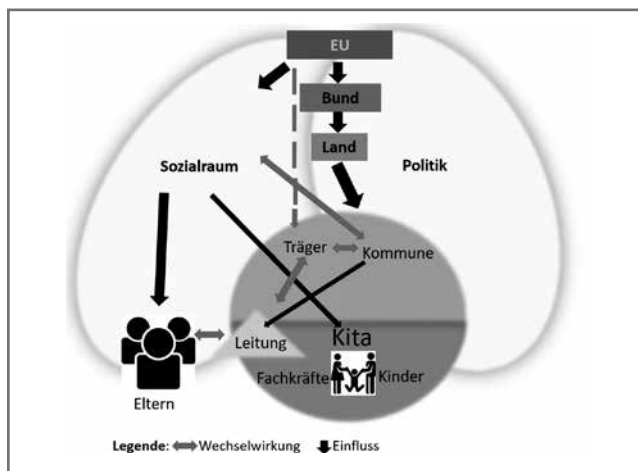 EU
Bund
Land
Sozialraum
Politik
Träger
Kommune
Leitung
Kita
Fachkräfte
Kinder
Eltern
Legende: Wechselwirkung Einfluss